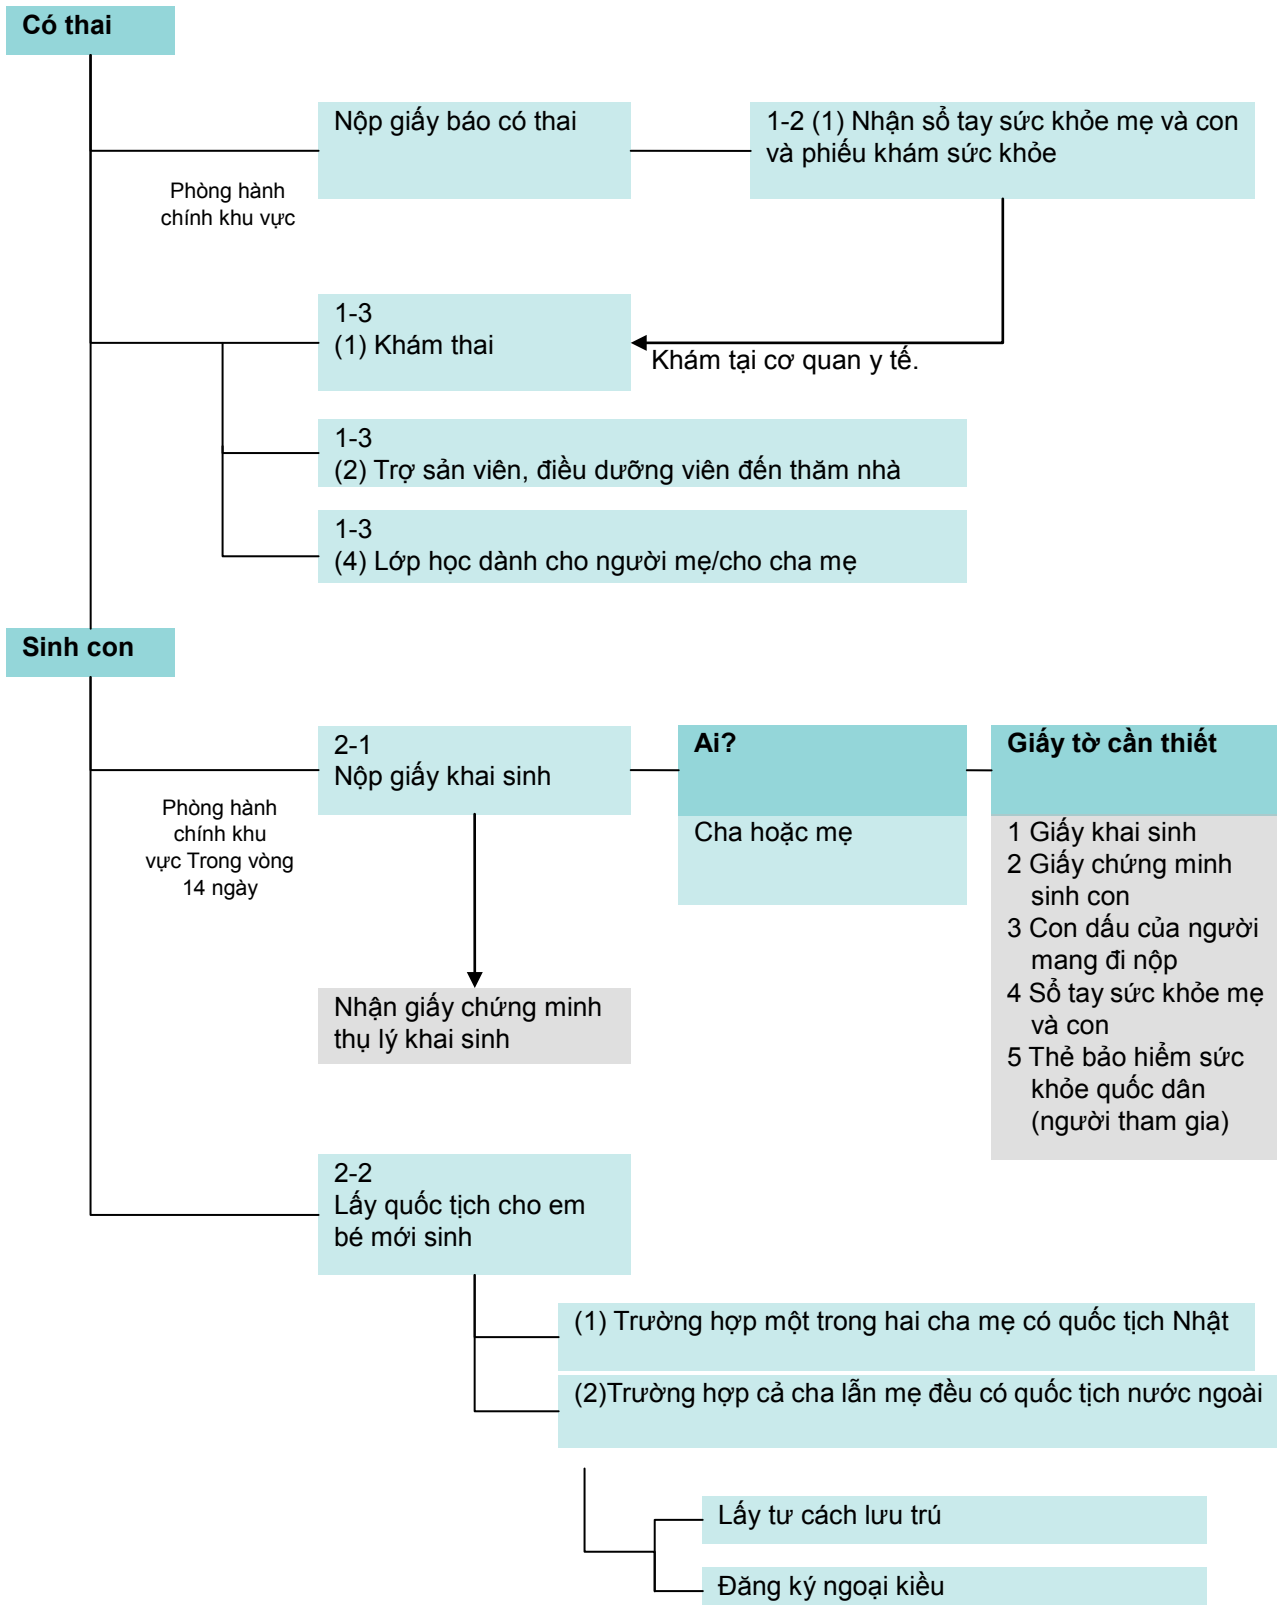 Có thai
Nộp giấy báo có thai
1-2 (1) Nhận sổ tay sức khỏe mẹ và con
và phiếu khám sức khỏe
Phòng hành
chính khu vực
1-3
(1) Khám thai
Khám tại cơ quan y tế.
1-3
(2) Trợ sản viên, điều dưỡng viên đến thăm nhà
1-3
(4) Lớp học dành cho người mẹ/cho cha mẹ
Sinh con
2-1
Nộp giấy khai sinh
Ai?
Cha hoặc mẹ
Giấy tờ cần thiết
1 Giấy khai sinh
2 Giấy chứng minh
sinh con
3 Con dấu của người
mang đi nộp
4 Sổ tay sức khỏe mẹ
và con
5 Thẻ bảo hiểm sức
khỏe quốc dân
(người tham gia)
Phòng hành
chính khu
vực Trong vòng
14 ngày
Nhận giấy chứng minh
thụ lý khai sinh
2-2
Lấy quốc tịch cho em
bé mới sinh
(1) Trường hợp một trong hai cha mẹ có quốc tịch Nhật
(2)Trường hợp cả cha lẫn mẹ đều có quốc tịch nước ngoài
Lấy tư cách lưu trú
Đăng ký ngoại kiều